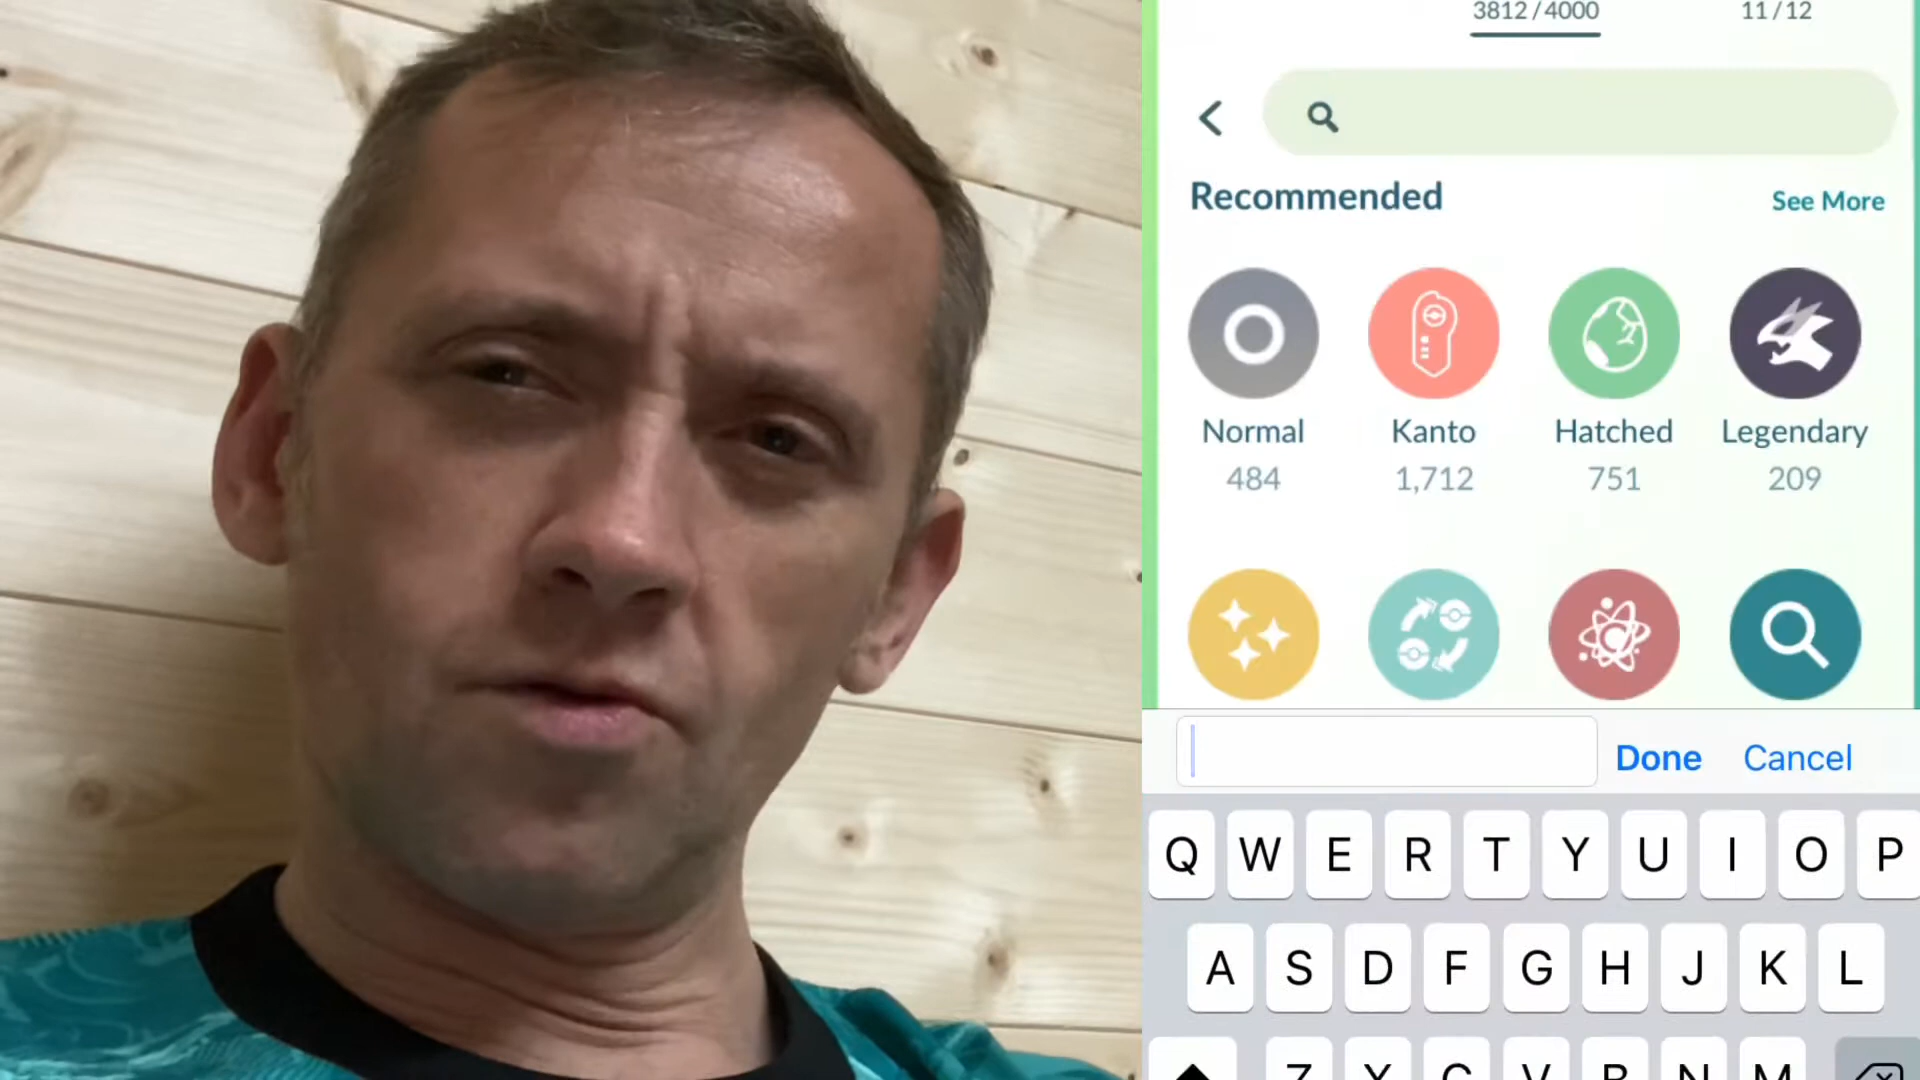 3812 / 4000 11 / 12
Recommended See More
Normal Kanto Hatched Legendary
484 1,712 751 209
Done Cancel
Q W E R T Y U I O P
A S D F G H J K L
Z X C V B N M